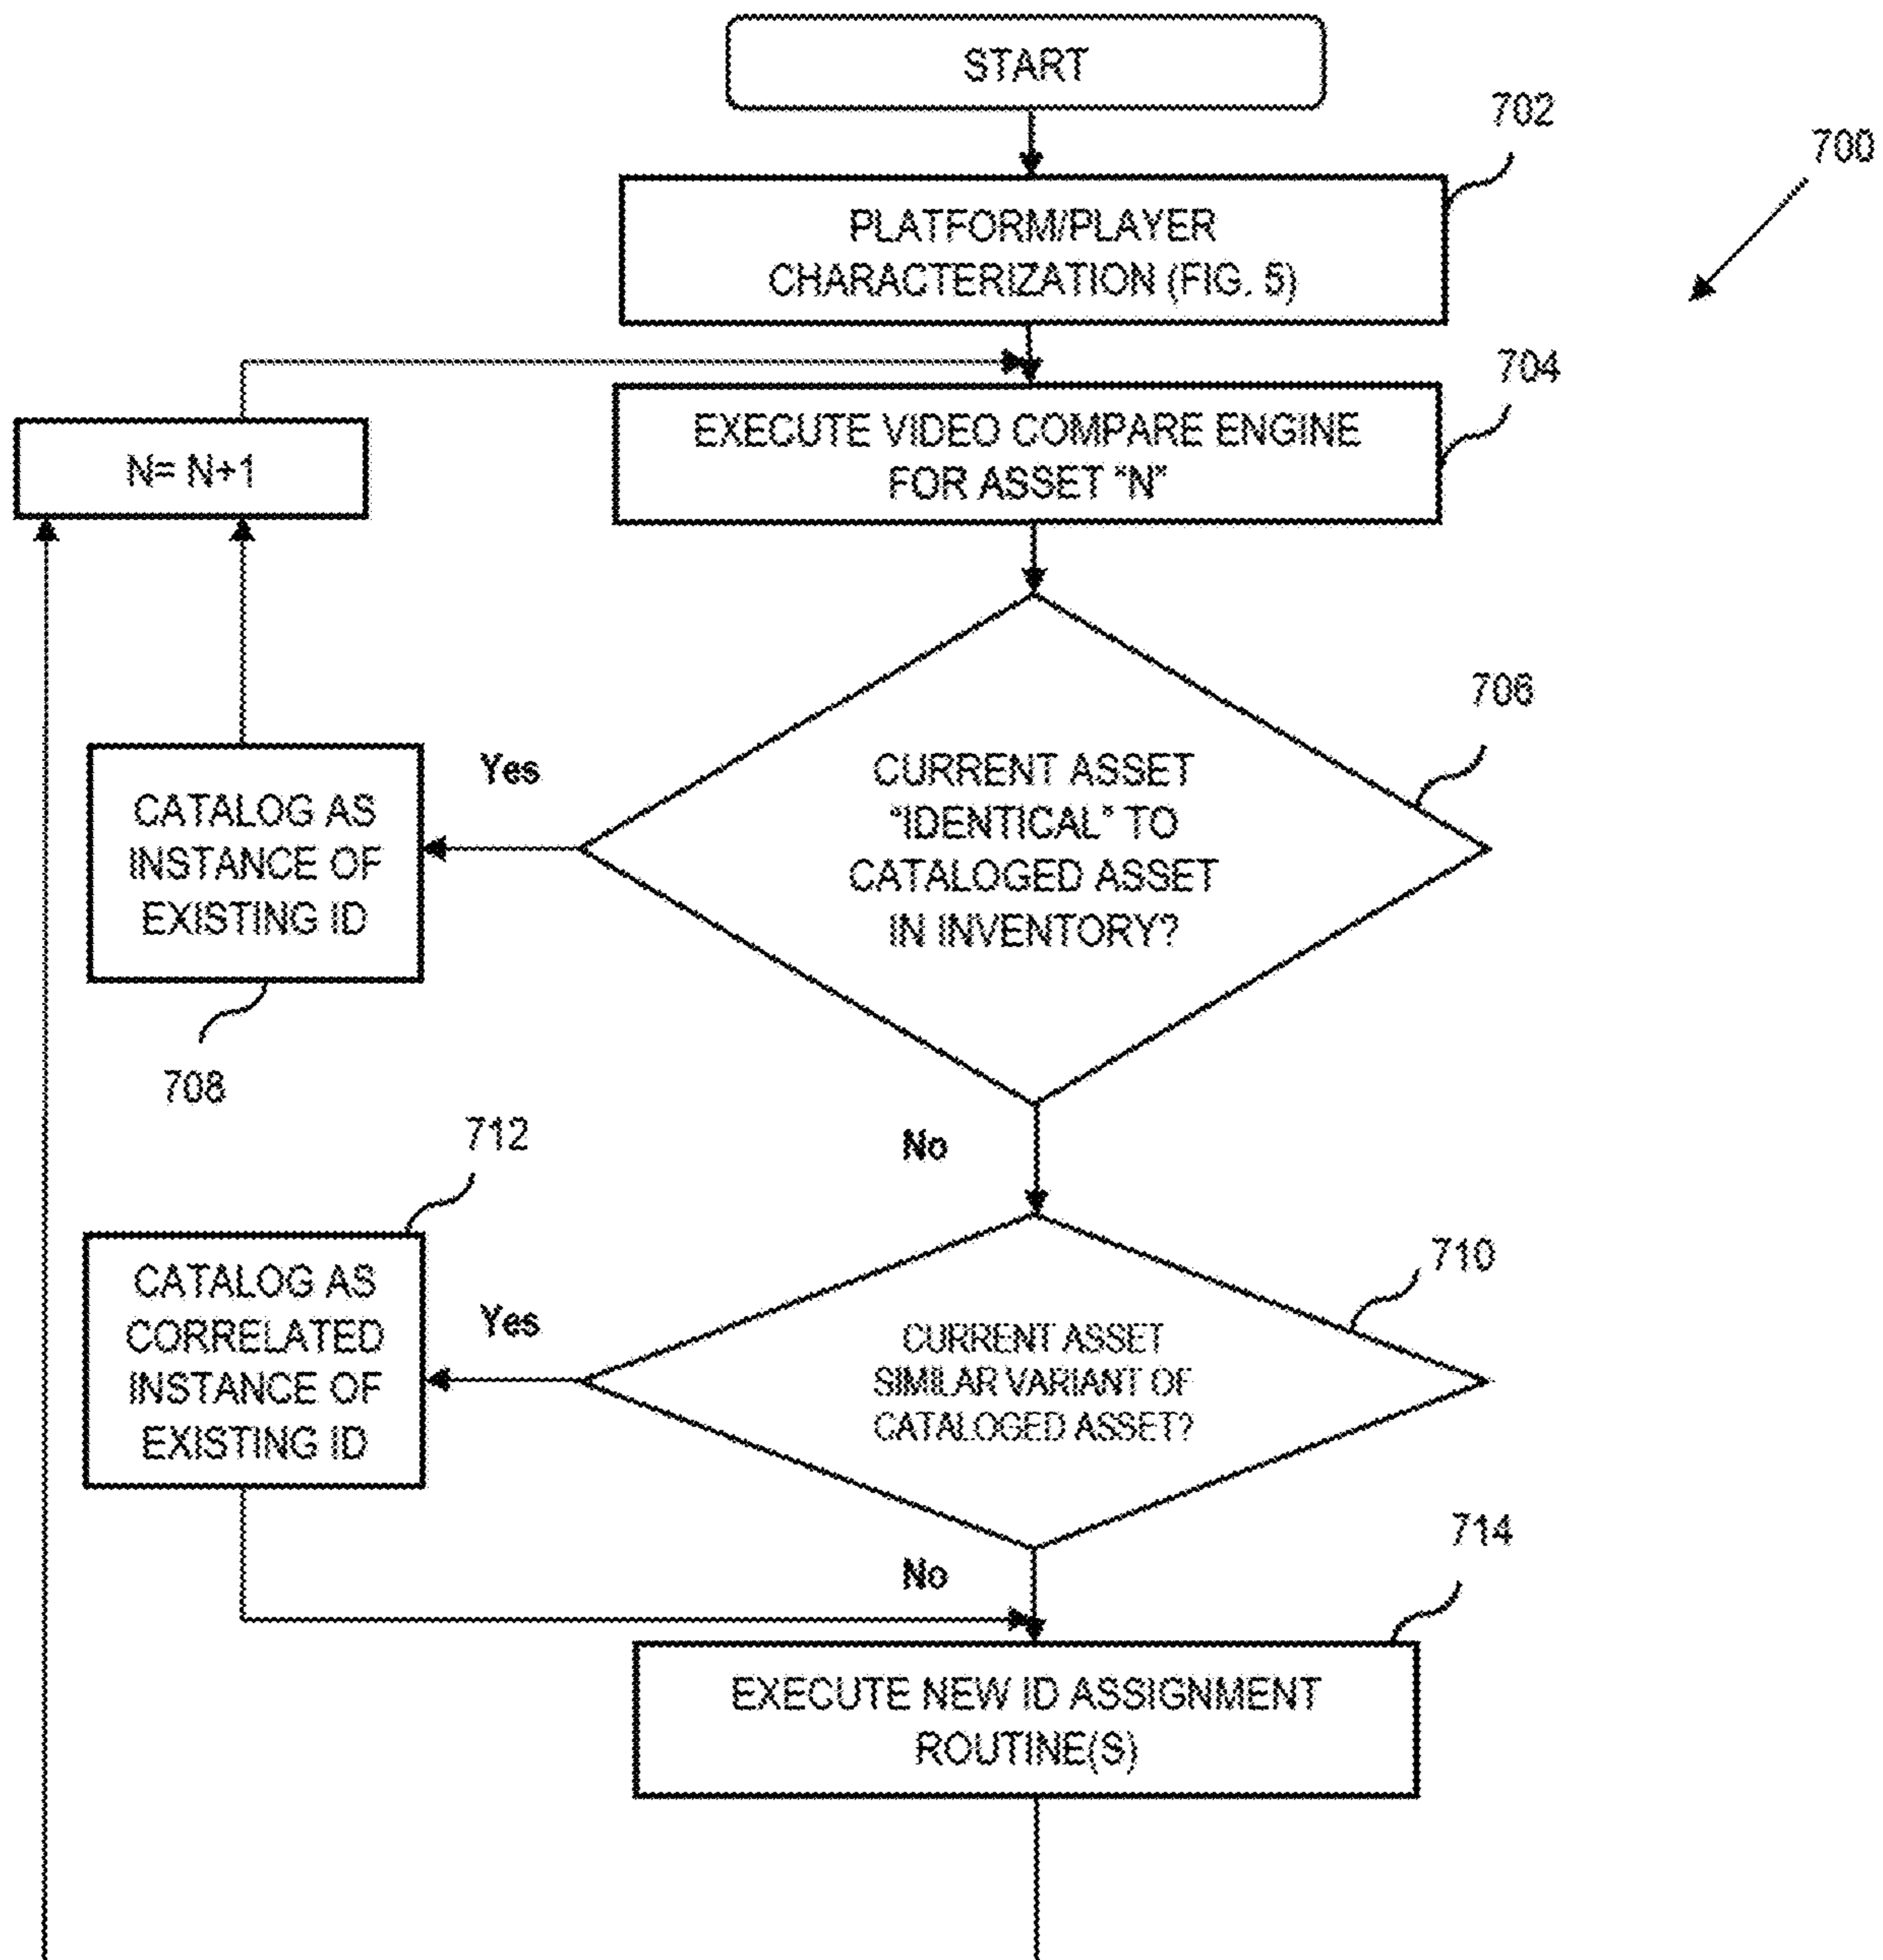 START
702
700
PLATFORM/PLAYER
CHARACTERIZATION (FIG. 5)
704
EXECUTE VIDEO COMPARE ENGINE
FOR ASSET "N"
N= N+1
706
CURRENT ASSET
"IDENTICAL" TO
CATALOGED ASSET
IN INVENTORY?
Yes
CATALOG AS
INSTANCE OF
EXISTING ID
708
No
712
710
CURRENT ASSET
SIMILAR VARIANT OF
CATALOGED ASSET?
Yes
CATALOG AS
CORRELATED
INSTANCE OF
EXISTING ID
No
714
EXECUTE NEW ID ASSIGNMENT
ROUTINE(S)